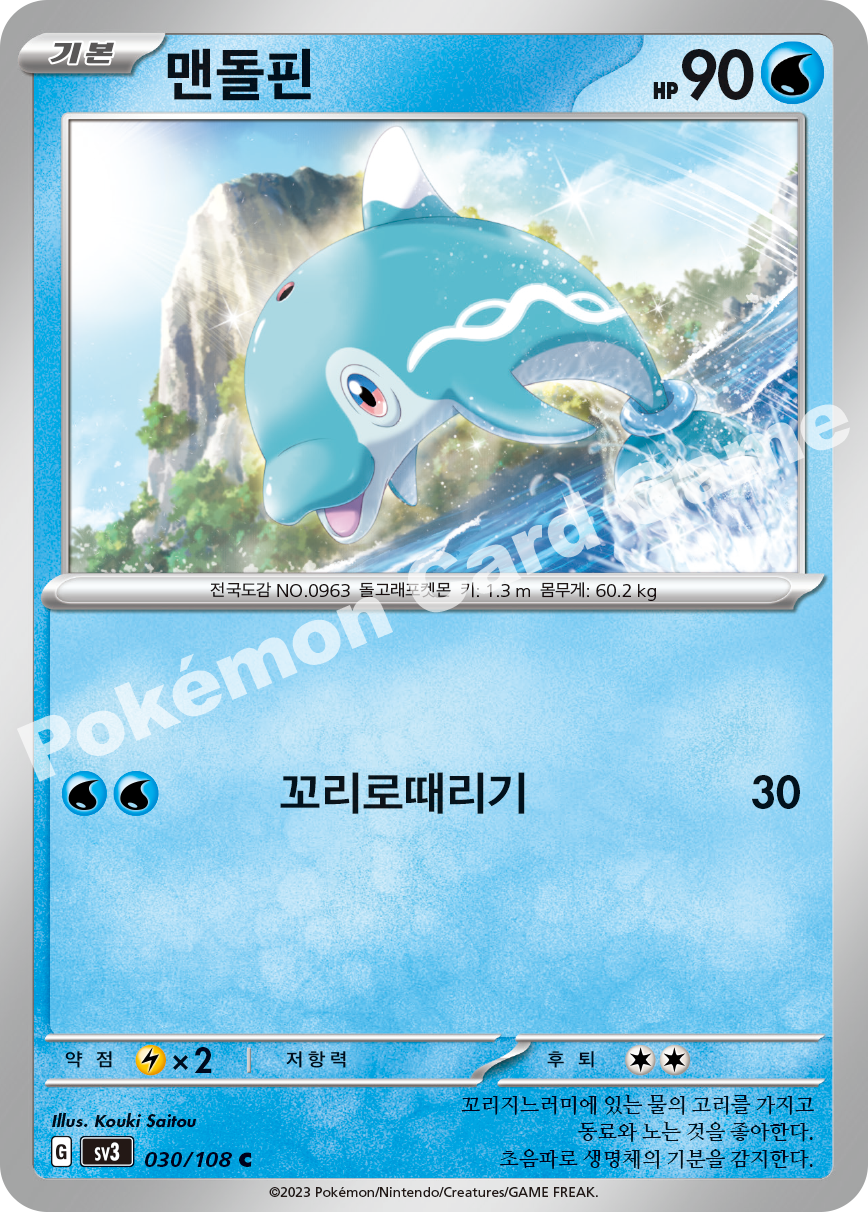 기본
맨돌핀
HP 90
전국도감 NO.0963 돌고래포켓몬 키: 1.3 m 몸무게: 60.2 kg
Pokémon Card Game
꼬리로때리기 30
약점 ×2 저항력 후퇴
꼬리지느러미에 있는 물의 고리를 가지고
동료와 노는 것을 좋아한다.
초음파로 생명체의 기분을 감지한다.
Illus. Kouki Saitou
G sv3 030/108 C
©2023 Pokémon/Nintendo/Creatures/GAME FREAK.